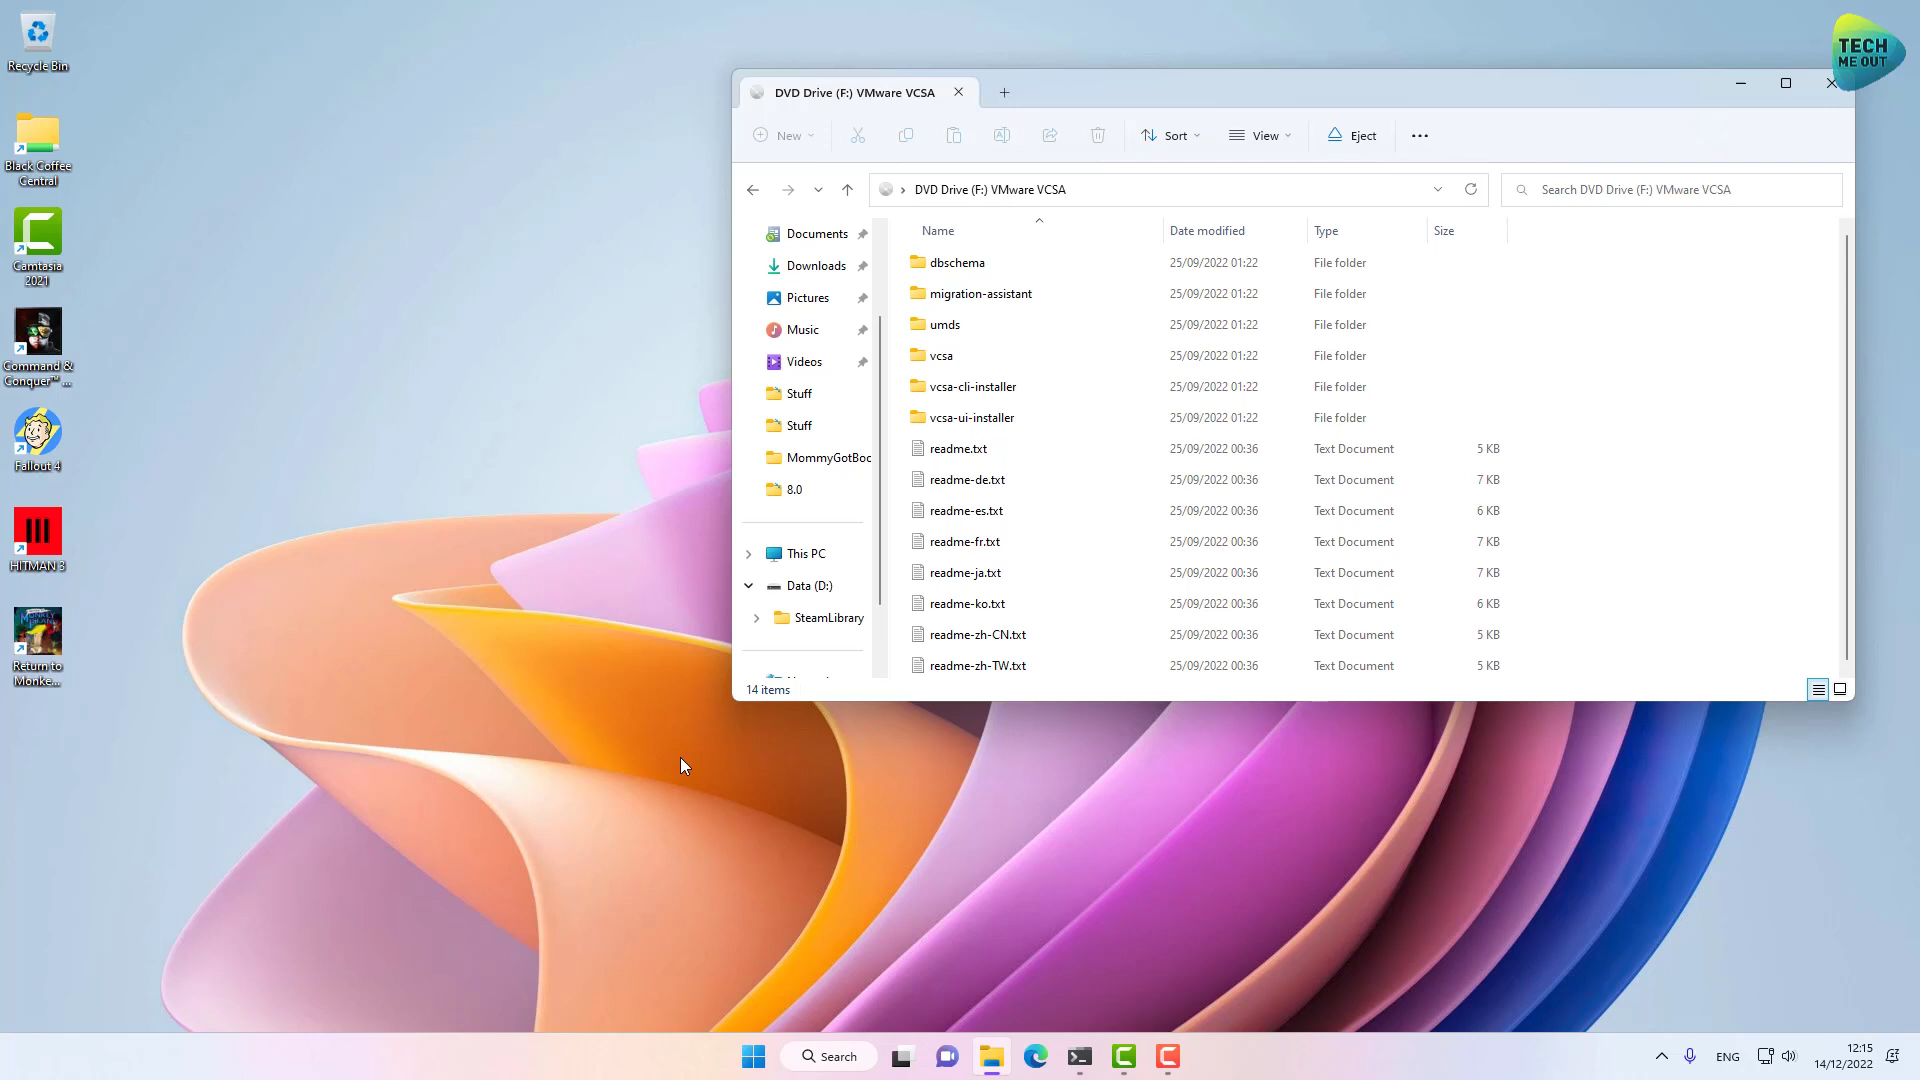 Recycle Bin
Black Coffee
Central
Camtasia
2021
Command &
Conquer™ ...
Fallout 4
HITMAN 3
Return to
Monke...
TECH
ME OUT
DVD Drive (F:) VMware VCSA
New
Sort
View
Eject
DVD Drive (F:) VMware VCSA
Search DVD Drive (F:) VMware VCSA
Documents
Downloads
Pictures
Music
Videos
Stuff
Stuff
MommyGotBoo
8.0
This PC
Data (D:)
SteamLibrary
Name Date modified Type Size
dbschema 25/09/2022 01:22 File folder
migration-assistant 25/09/2022 01:22 File folder
umds 25/09/2022 01:22 File folder
vcsa 25/09/2022 01:22 File folder
vcsa-cli-installer 25/09/2022 01:22 File folder
vcsa-ui-installer 25/09/2022 01:22 File folder
readme.txt 25/09/2022 00:36 Text Document 5 KB
readme-de.txt 25/09/2022 00:36 Text Document 7 KB
readme-es.txt 25/09/2022 00:36 Text Document 6 KB
readme-fr.txt 25/09/2022 00:36 Text Document 7 KB
readme-ja.txt 25/09/2022 00:36 Text Document 7 KB
readme-ko.txt 25/09/2022 00:36 Text Document 6 KB
readme-zh-CN.txt 25/09/2022 00:36 Text Document 5 KB
readme-zh-TW.txt 25/09/2022 00:36 Text Document 5 KB
14 items
Search
ENG
12:15
14/12/2022